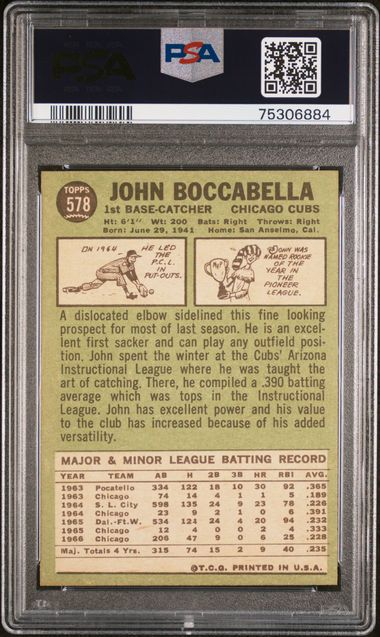 PSA
PSA
75306884
TOPPS
578
JOHN BOCCABELLA
1st BASE-CATCHER CHICAGO CUBS
Ht: 6'1" Wt: 200 Bats: Right Throws: Right
Born: June 29, 1941 Home: San Anselmo, Cal.
IN 1964
HE LED
THE
P.C.L.
IN
PUT-OUTS.
JOHN WAS
NAMED ROOKIE
OF THE
YEAR IN
THE
PIONEER
LEAGUE.
A dislocated elbow sidelined this fine looking
prospect for most of last season. He is an excel-
lent first sacker and can play any outfield posi-
tion. John spent the winter at the Cubs' Arizona
Instructional League where he was taught the
art of catching. There, he compiled a .390 batting
average which was tops in the Instructional
League. John has excellent power and his value
to the club has increased because of his added
versatility.
MAJOR & MINOR LEAGUE BATTING RECORD
YEAR TEAM AB H 2B 3B HR RBI AVG.
1963 Pocatello 334 122 18 10 30 92 .365
1963 Chicago 74 14 4 1 1 5 .189
1964 S. L. City 598 135 24 9 23 78 .226
1964 Chicago 23 9 2 1 0 6 .391
1965 Dal.-Ft.W. 534 124 24 4 20 94 .232
1965 Chicago 12 4 0 0 2 4 .333
1966 Chicago 206 47 9 0 6 25 .228
Maj. Totals 4 Yrs. 315 74 15 2 9 40 .235
©T.C.G. PRINTED IN U.S.A.